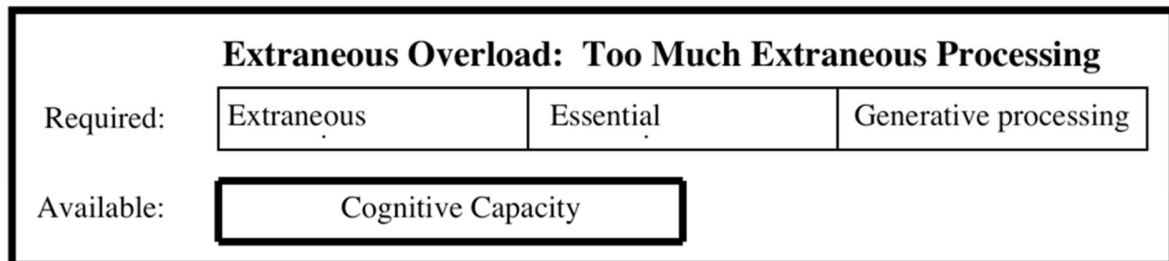 Extraneous Overload: Too Much Extraneous Processing
Required: Extraneous Essential Generative processing
Available: Cognitive Capacity